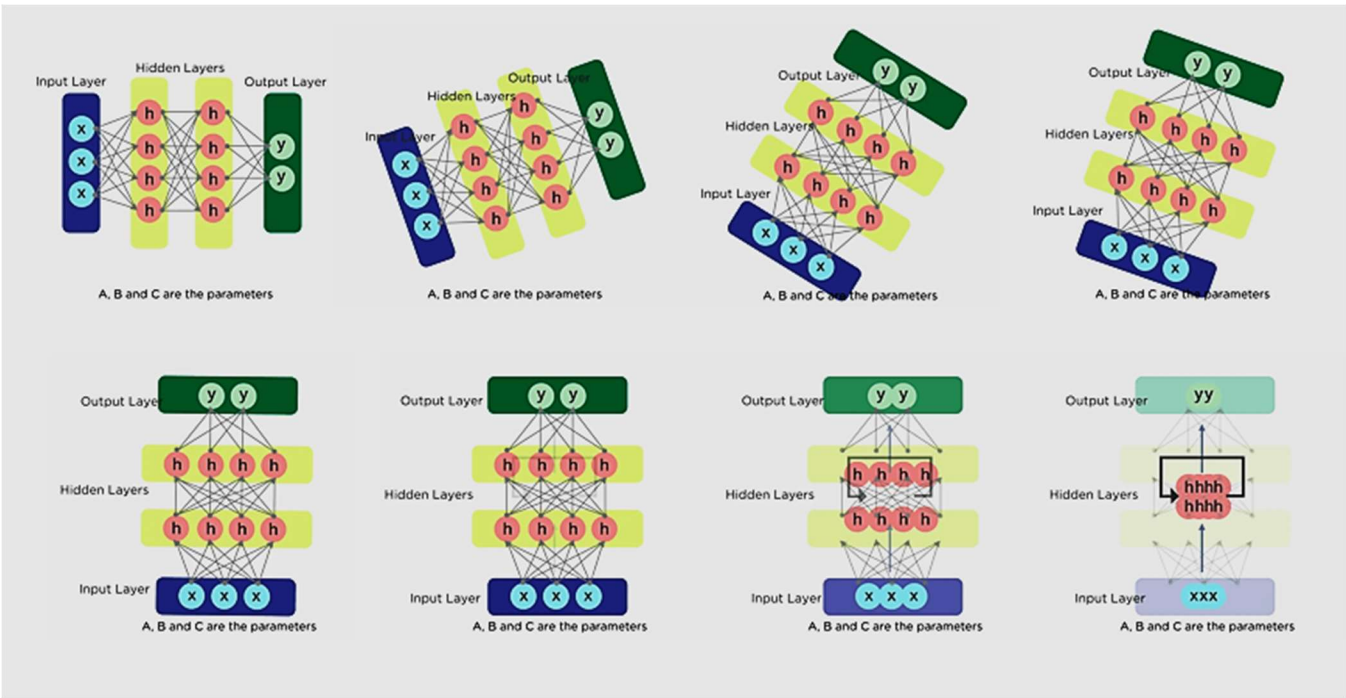 Hidden Layers
Input Layer
Output Layer
x
x
x
h
h
h
h
h
h
h
h
y
y
A, B and C are the parameters
Output Layer
Hidden Layers
Input Layer
x
x
x
h
h
h
h
h
h
h
h
y
y
A, B and C are the parameters
Output Layer
y y
Hidden Layers
h h h h
h h h h
Input Layer
x x x
A, B and C are the parameters
Output Layer
y y
Hidden Layers
h h h h
h h h h
Input Layer
x x x
A, B and C are the parameters
Output Layer
y y
h h h h
Hidden Layers
h h h h
Input Layer
x x x
A, B and C are the parameters
Output Layer
y y
h h h h
Hidden Layers
h h h h
Input Layer
x x x
A, B and C are the parameters
Output Layer
y y
h h h h
Hidden Layers
h h h h
Input Layer
x x x
A, B and C are the parameters
Output Layer
yy
hhhh
Hidden Layers
hhhh
Input Layer
xxx
A, B and C are the parameters